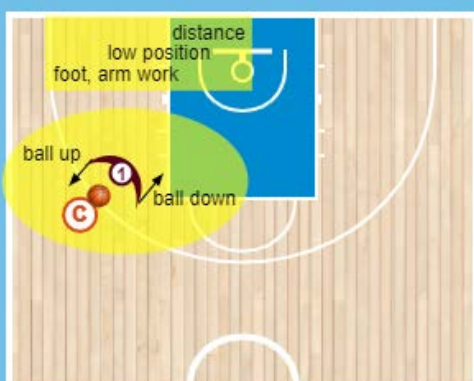 distance
low position
foot, arm work
ball up
1
ball down
C